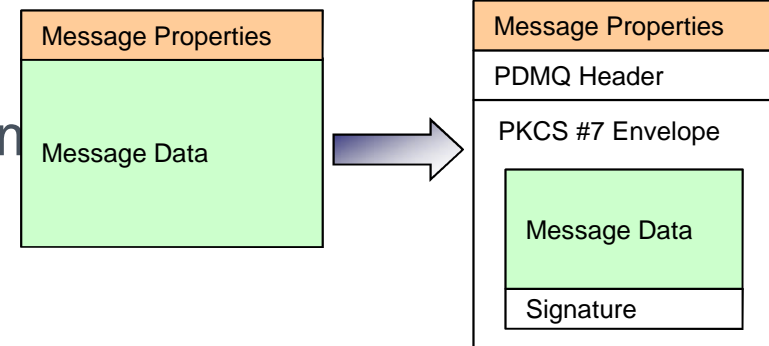 Message Properties
Message Data
Message Properties
PDMQ Header
PKCS #7 Envelope
Message Data
Signature